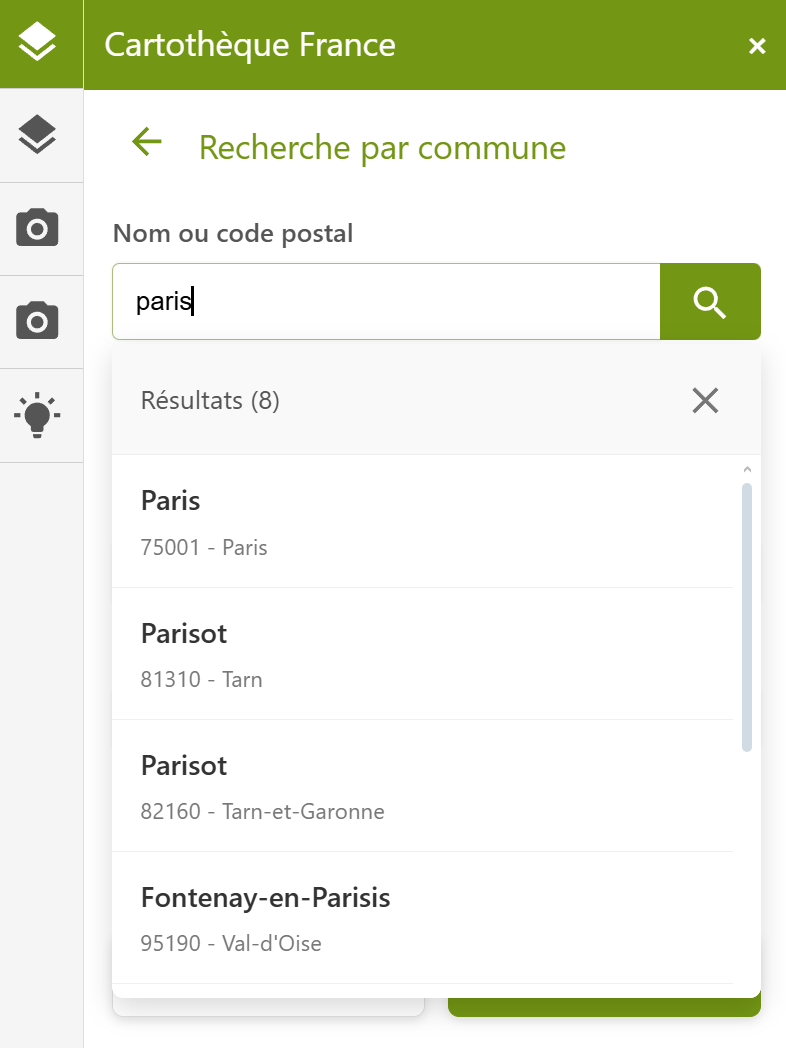 Cartothèque France
Recherche par commune
Nom ou code postal
paris
Résultats (8)
Paris
75001 - Paris
Parisot
81310 - Tarn
Parisot
82160 - Tarn-et-Garonne
Fontenay-en-Parisis
95190 - Val-d'Oise